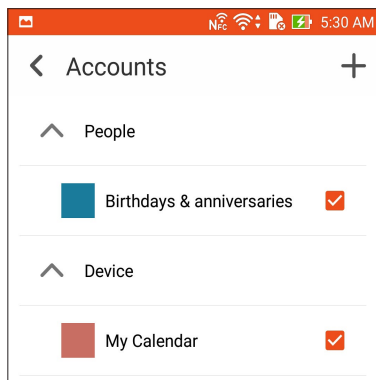 NFC 5:30 AM
Accounts
People
Birthdays & anniversaries
Device
My Calendar